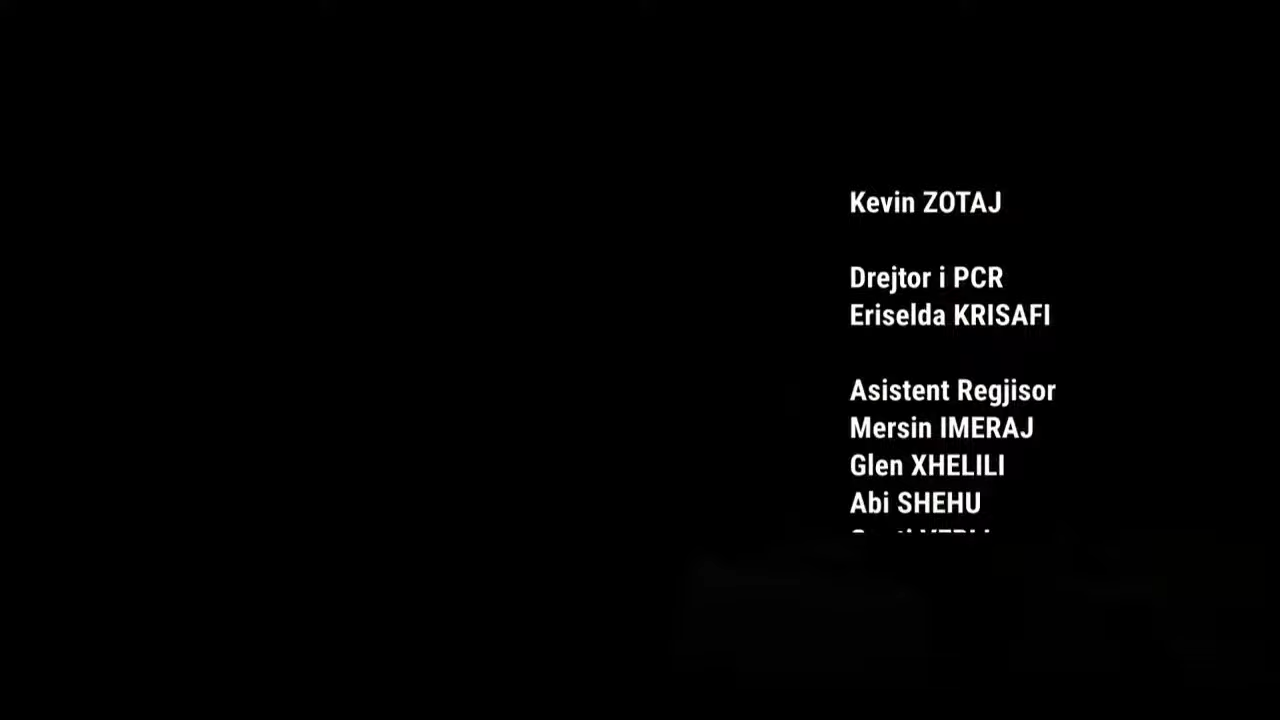 Kevin ZOTAJ
Drejtor i PCR
Eriselda KRISAFI
Asistent Regjisor
Mersin IMERAJ
Glen XHELILI
Abi SHEHU